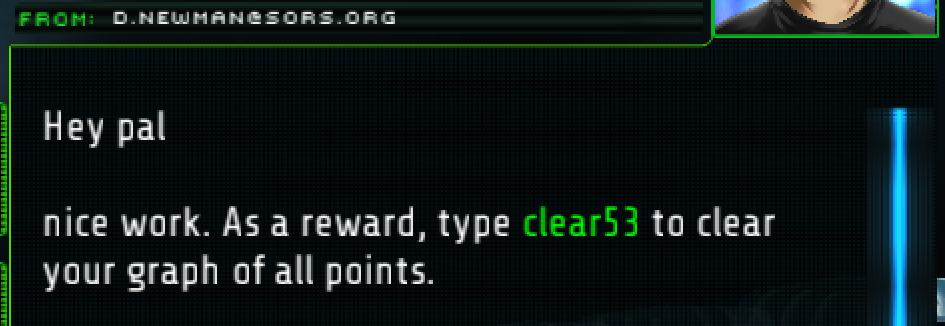 FROM: D.NEWMAN@SORS.ORG
Hey pal
nice work. As a reward, type clear53 to clear
your graph of all points.